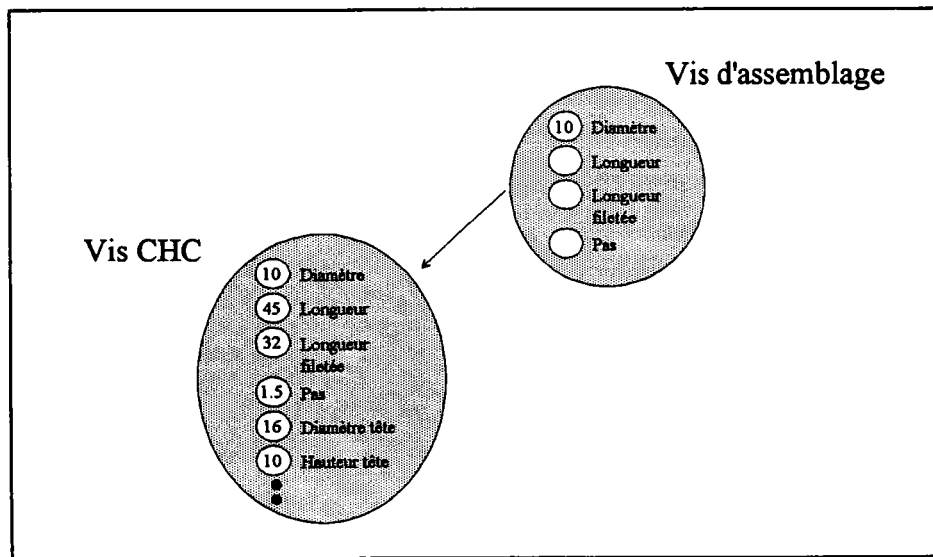 Vis d'assemblage
10 Diamètre
Longueur
Longueur
filetée
Pas
Vis CHC
10 Diamètre
45 Longueur
32 Longueur
filetée
1.5 Pas
16 Diamètre tête
10 Hauteur tête